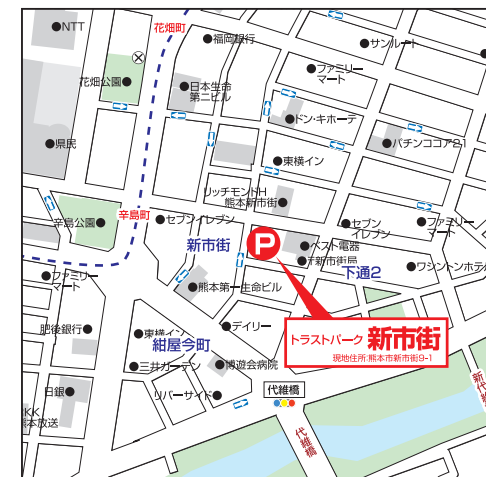 NTT
花畑町
福岡銀行
サンルート
花畑公園
日本生命
第二ビル
ファミリー
マート
ドン・キホーテ
県民
パチンココア21
東横イン
リッチモンドH
熊本新市街
辛島公園
辛島町
セブンイレブン
新市街
P
セブン
イレブン
ファミリー
マート
ベスト電器
〒新市街局
下通2
ワシントンホテル
ファミリー
マート
熊本第一生命ビル
肥後銀行
東横イン
デイリー
紺屋今町
トラストパーク 新市街
現地住所:熊本市新市街9-1
三井ガーデン
博遊会病院
日銀
リバーサイド
代継橋
KK
本放送
代継橋
新代